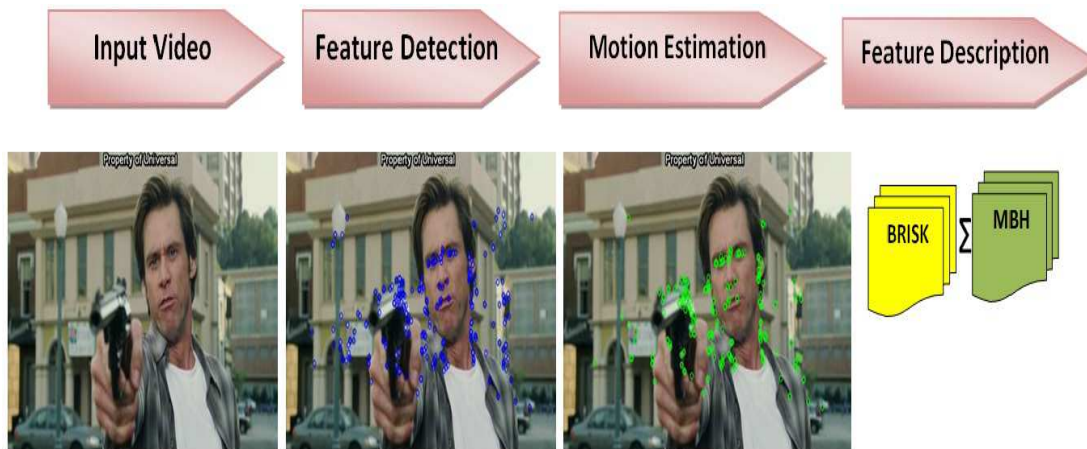 Input Video
Feature Detection
Motion Estimation
Feature Description
Property of Universal
Property of Universal
Property of Universal
BRISK
Σ
MBH